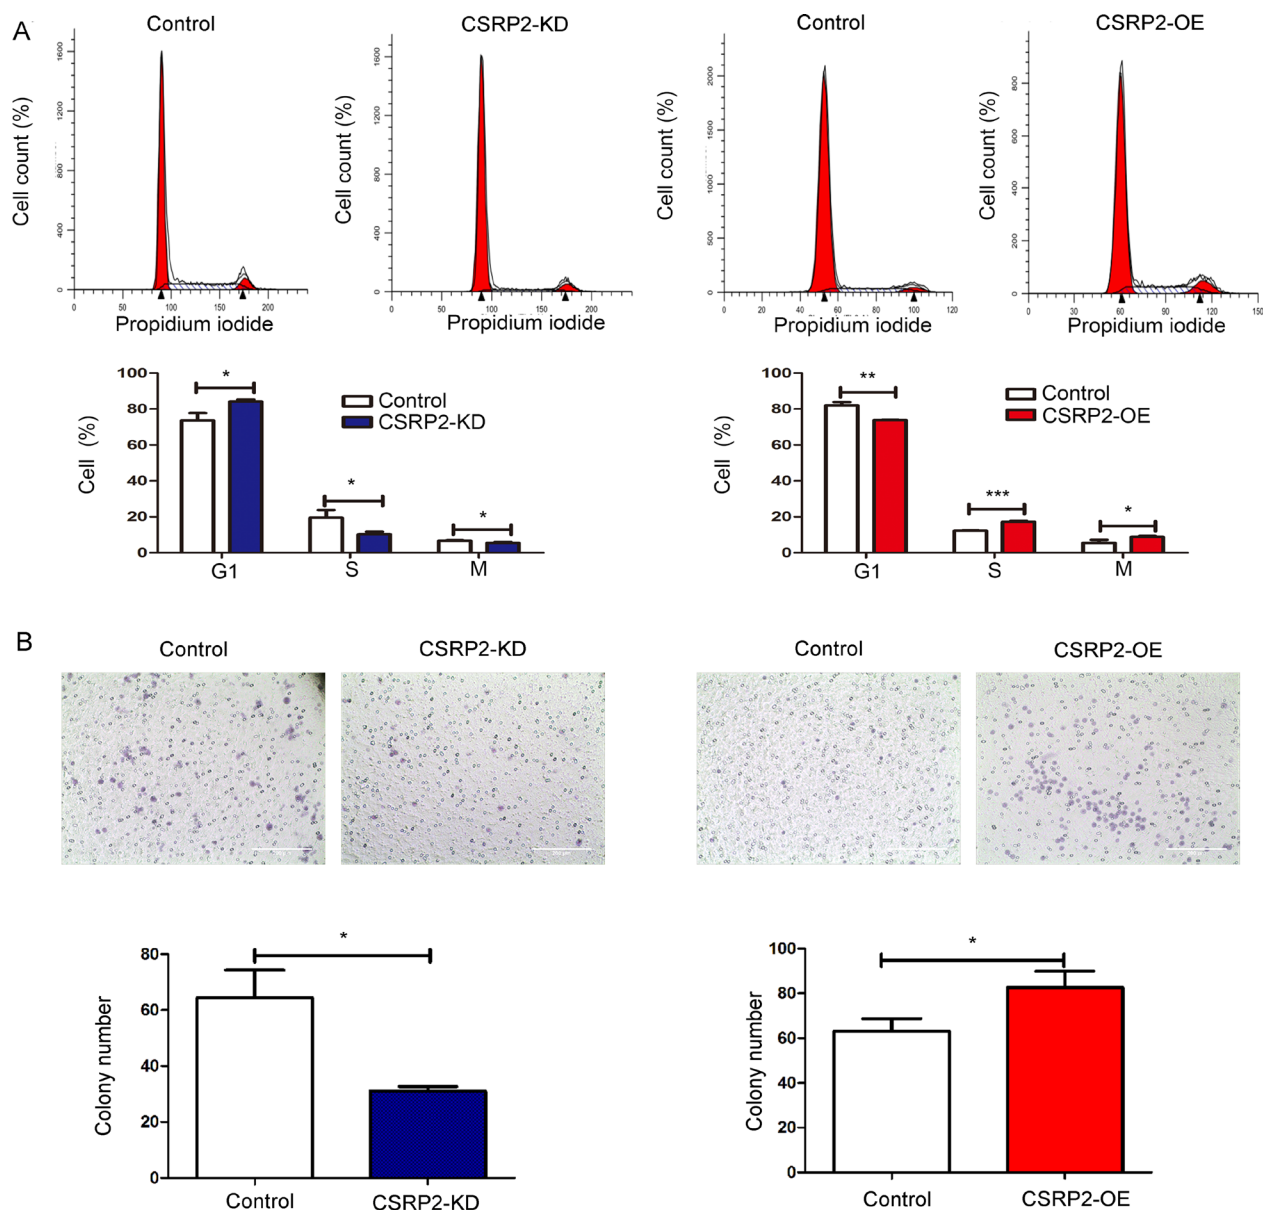 A
Control
CSRP2-KD
Control
CSRP2-OE
Cell count (%)
1600
1200
800
400
0
0 50 100 150 200
Propidium iodide
Cell count (%)
1600
1200
800
400
0
0 50 100 150 200
Propidium iodide
Cell count (%)
2000
1500
1000
500
0
0 20 40 60 80 100 120
Propidium iodide
Cell count (%)
800
600
400
200
0
0 30 60 90 120 150
Propidium iodide
Cell (%)
100
80
60
40
20
0
*
*
*
Control
CSRP2-KD
G1 S M
Cell (%)
100
80
60
40
20
0
**
***
*
Control
CSRP2-OE
G1 S M
B
Control
CSRP2-KD
Control
CSRP2-OE
Colony number
80
60
40
20
0
*
Control CSRP2-KD
Colony number
100
80
60
40
20
0
*
Control CSRP2-OE